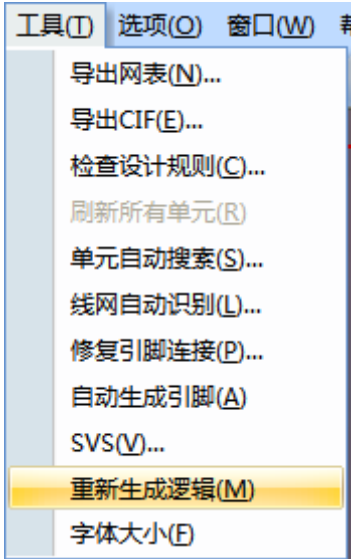 工具(T) 选项(O) 窗口(W)
导出网表(N)...
导出CIF(E)...
检查设计规则(C)...
刷新所有单元(R)
单元自动搜索(S)...
线网自动识别(L)...
修复引脚连接(P)...
自动生成引脚(A)
SVS(V)...
重新生成逻辑(M)
字体大小(F)